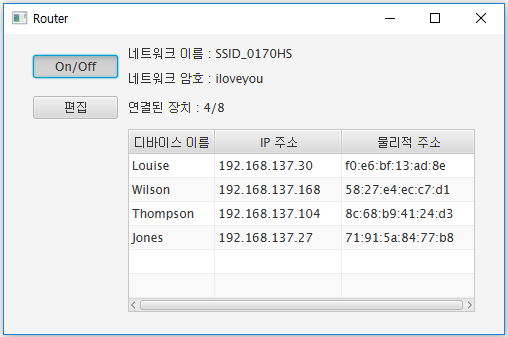 Router
On/Off
네트워크 이름 : SSID_0170HS
네트워크 암호 : iloveyou
편집
연결된 장치 : 4/8
디바이스 이름 IP 주소 물리적 주소
Louise 192.168.137.30 f0:e6:bf:13:ad:8e
Wilson 192.168.137.168 58:27:e4:ec:c7:d1
Thompson 192.168.137.104 8c:68:b9:41:24:d3
Jones 192.168.137.27 71:91:5a:84:77:b8